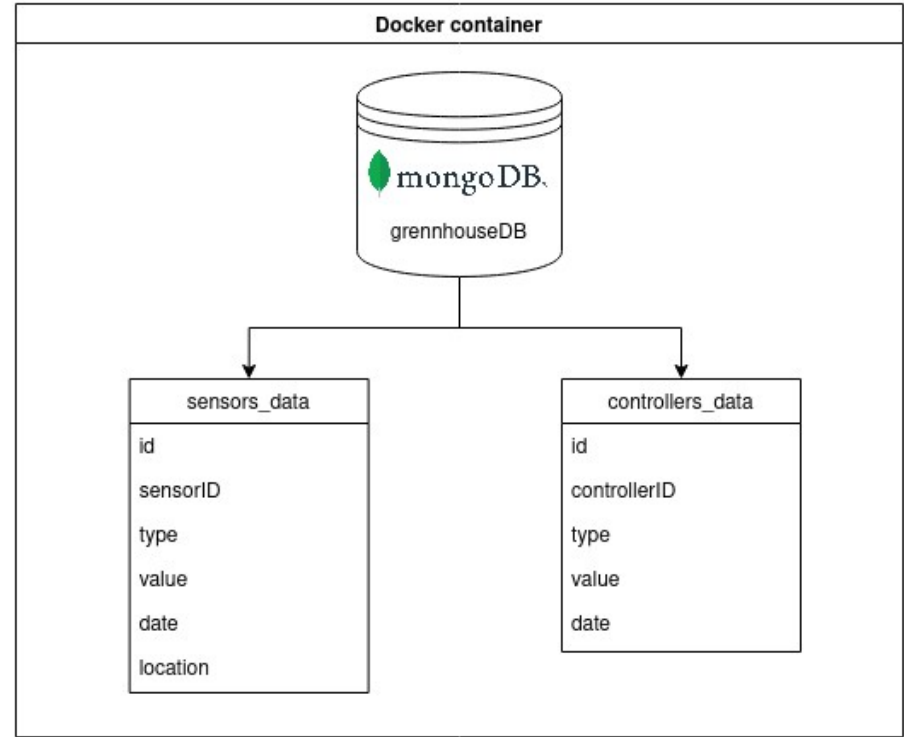 Docker container
mongoDB.
grennhouseDB
sensors_data
id
sensorID
type
value
date
location
controllers_data
id
controllerID
type
value
date